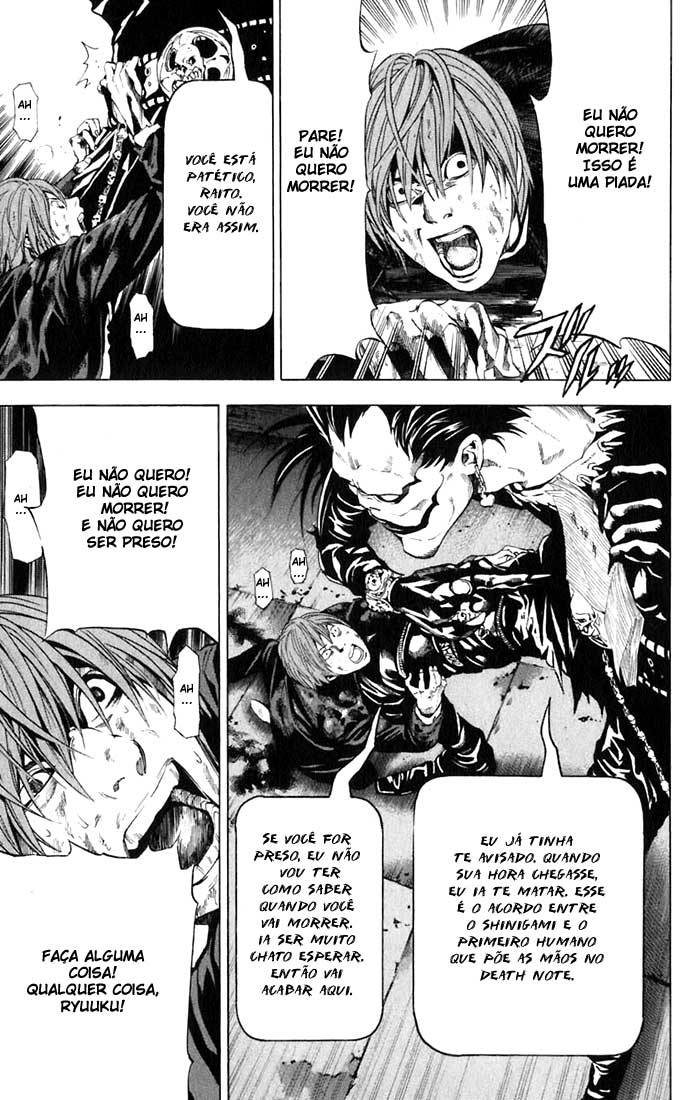 EU NÃO
QUERO
MORRER!
ISSO É
UMA PIADA!
PARE!
EU NÃO
QUERO
MORRER!
ズル
ルル
VOCÊ ESTÁ
PATÉTICO,
RAITO.
VOCÊ NÃO
ERA ASSIM.
AH
...
AH
...
EU JÁ TINHA
TE AVISADO. QUANDO
SUA HORA CHEGASSE,
EU IA TE MATAR. ESSE
É O ACORDO ENTRE
O SHINIGAMI E O
PRIMEIRO HUMANO
QUE PÕE AS MÃOS NO
DEATH NOTE.
AH
...
AH
...
SE VOCÊ FOR
PRESO, EU NÃO
VOU TER
COMO SABER
QUANDO VOCÊ
VAI MORRER.
IA SER MUITO
CHATO ESPERAR.
ENTÃO VAI
ACABAR AQUI.
EU NÃO QUERO!
EU NÃO QUERO
MORRER!
E NÃO QUERO
SER PRESO!
AH
...
AH
...
FAÇA ALGUMA
COISA!
QUALQUER COISA,
RYUUKU!